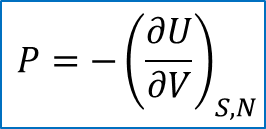 P = −(∂U/∂V)_{S,N}